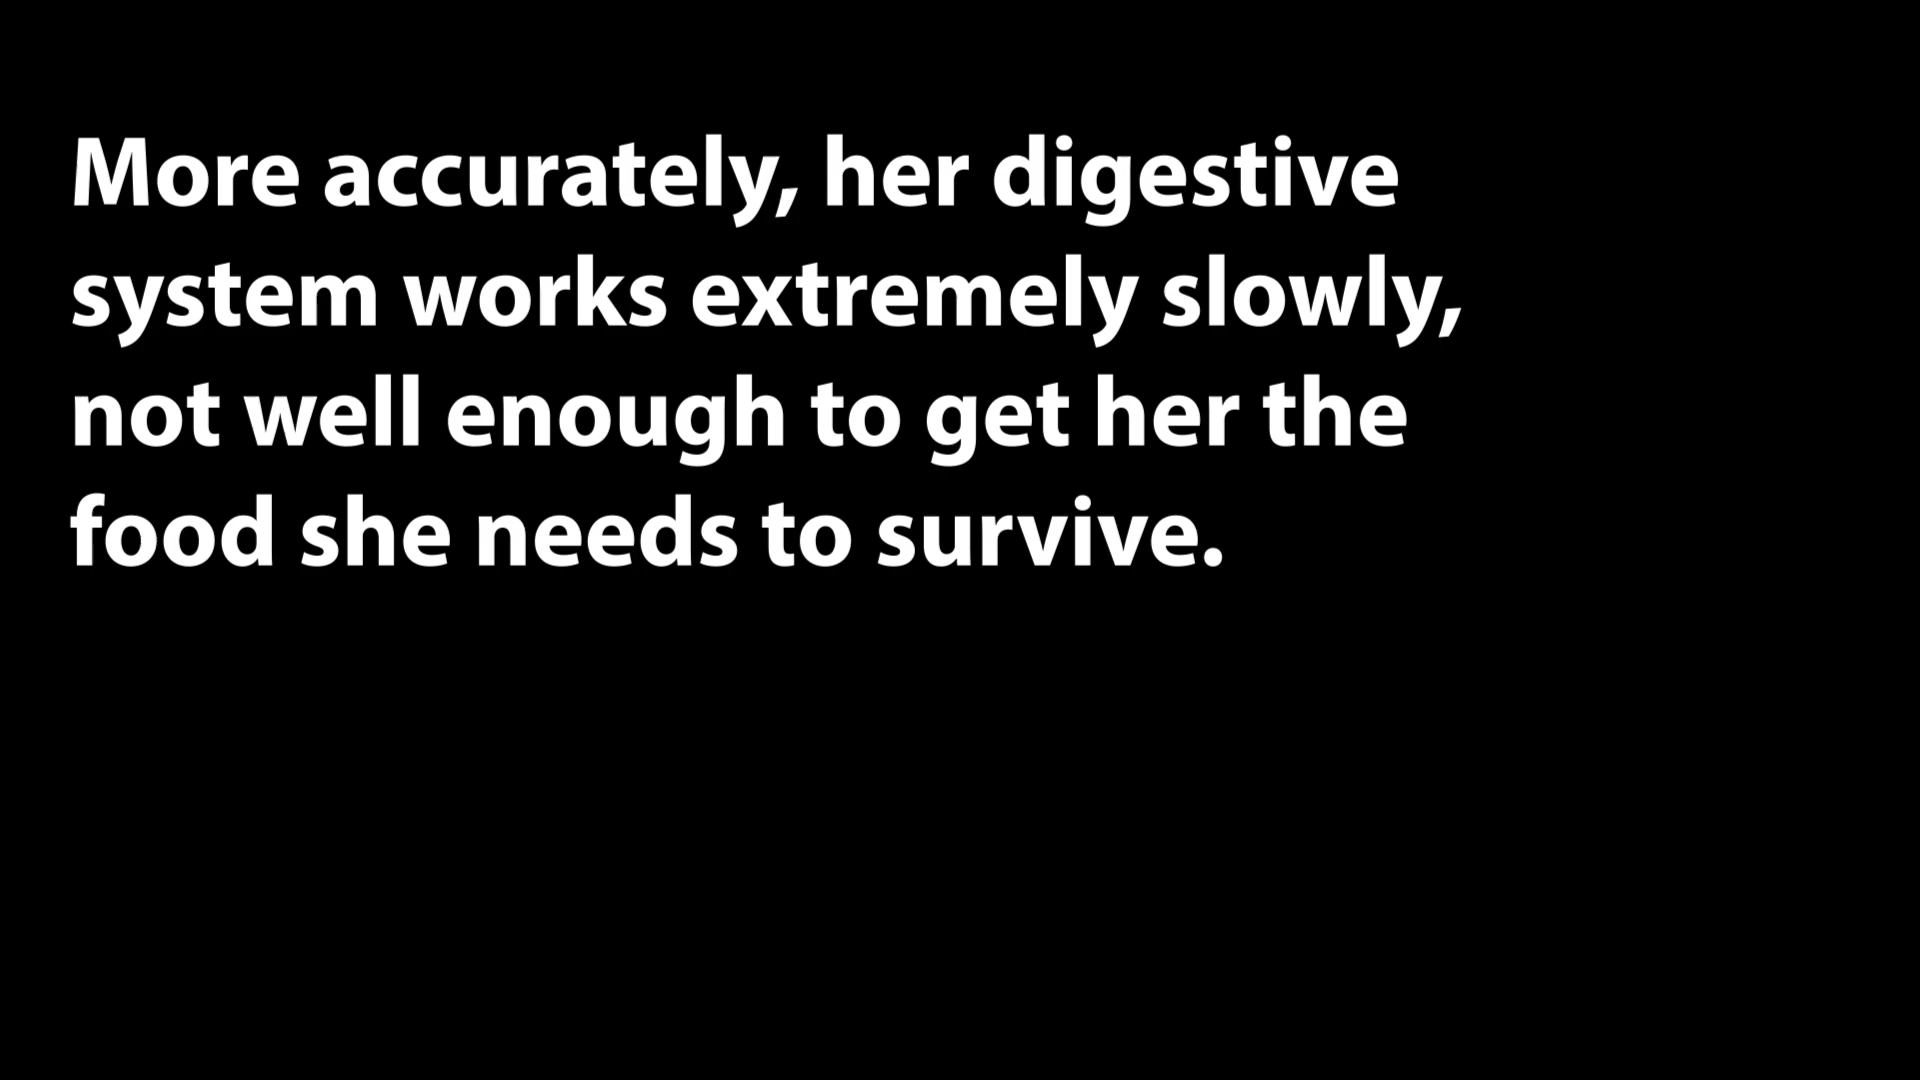 More accurately, her digestive
system works extremely slowly,
not well enough to get her the
food she needs to survive.